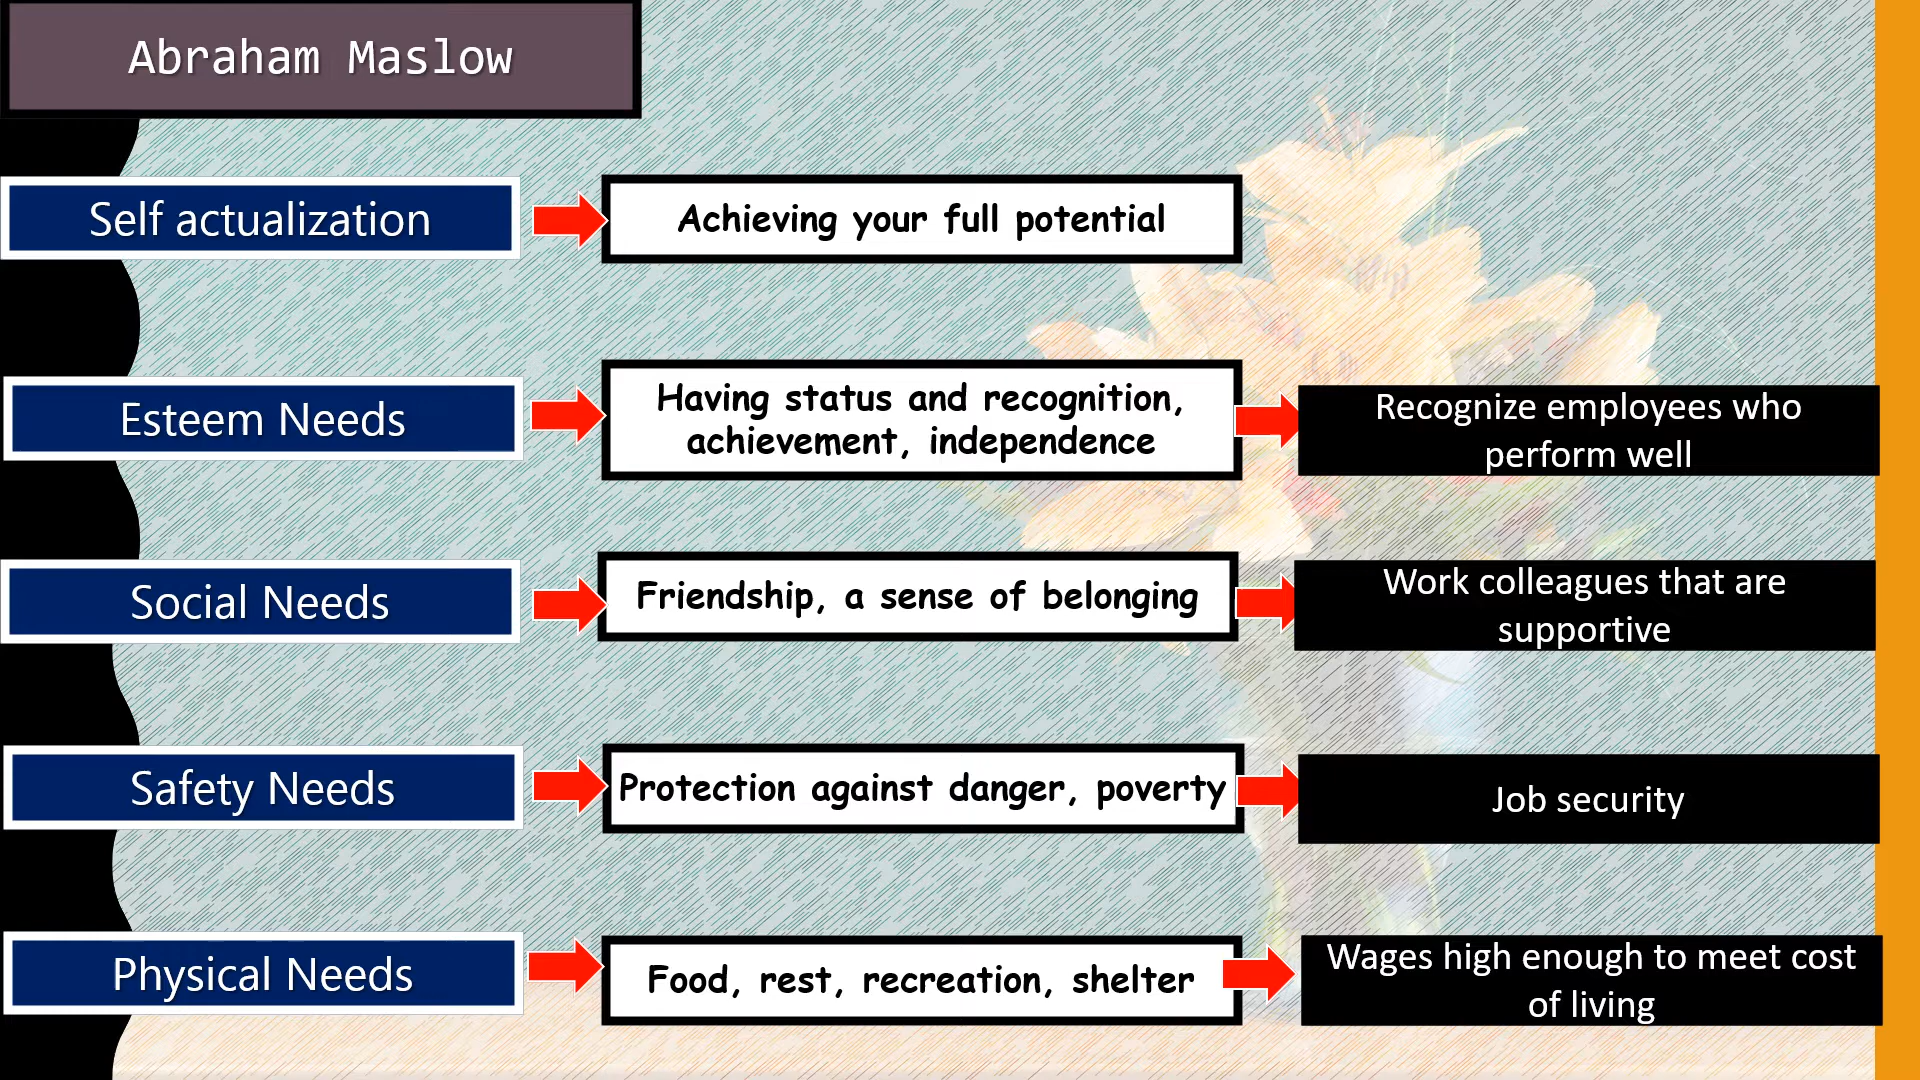 Abraham Maslow
Self actualization
Achieving your full potential
Esteem Needs
Having status and recognition,
achievement, independence
Recognize employees who
perform well
Social Needs
Friendship, a sense of belonging
Work colleagues that are
supportive
Safety Needs
Protection against danger, poverty
Job security
Physical Needs
Food, rest, recreation, shelter
Wages high enough to meet cost
of living